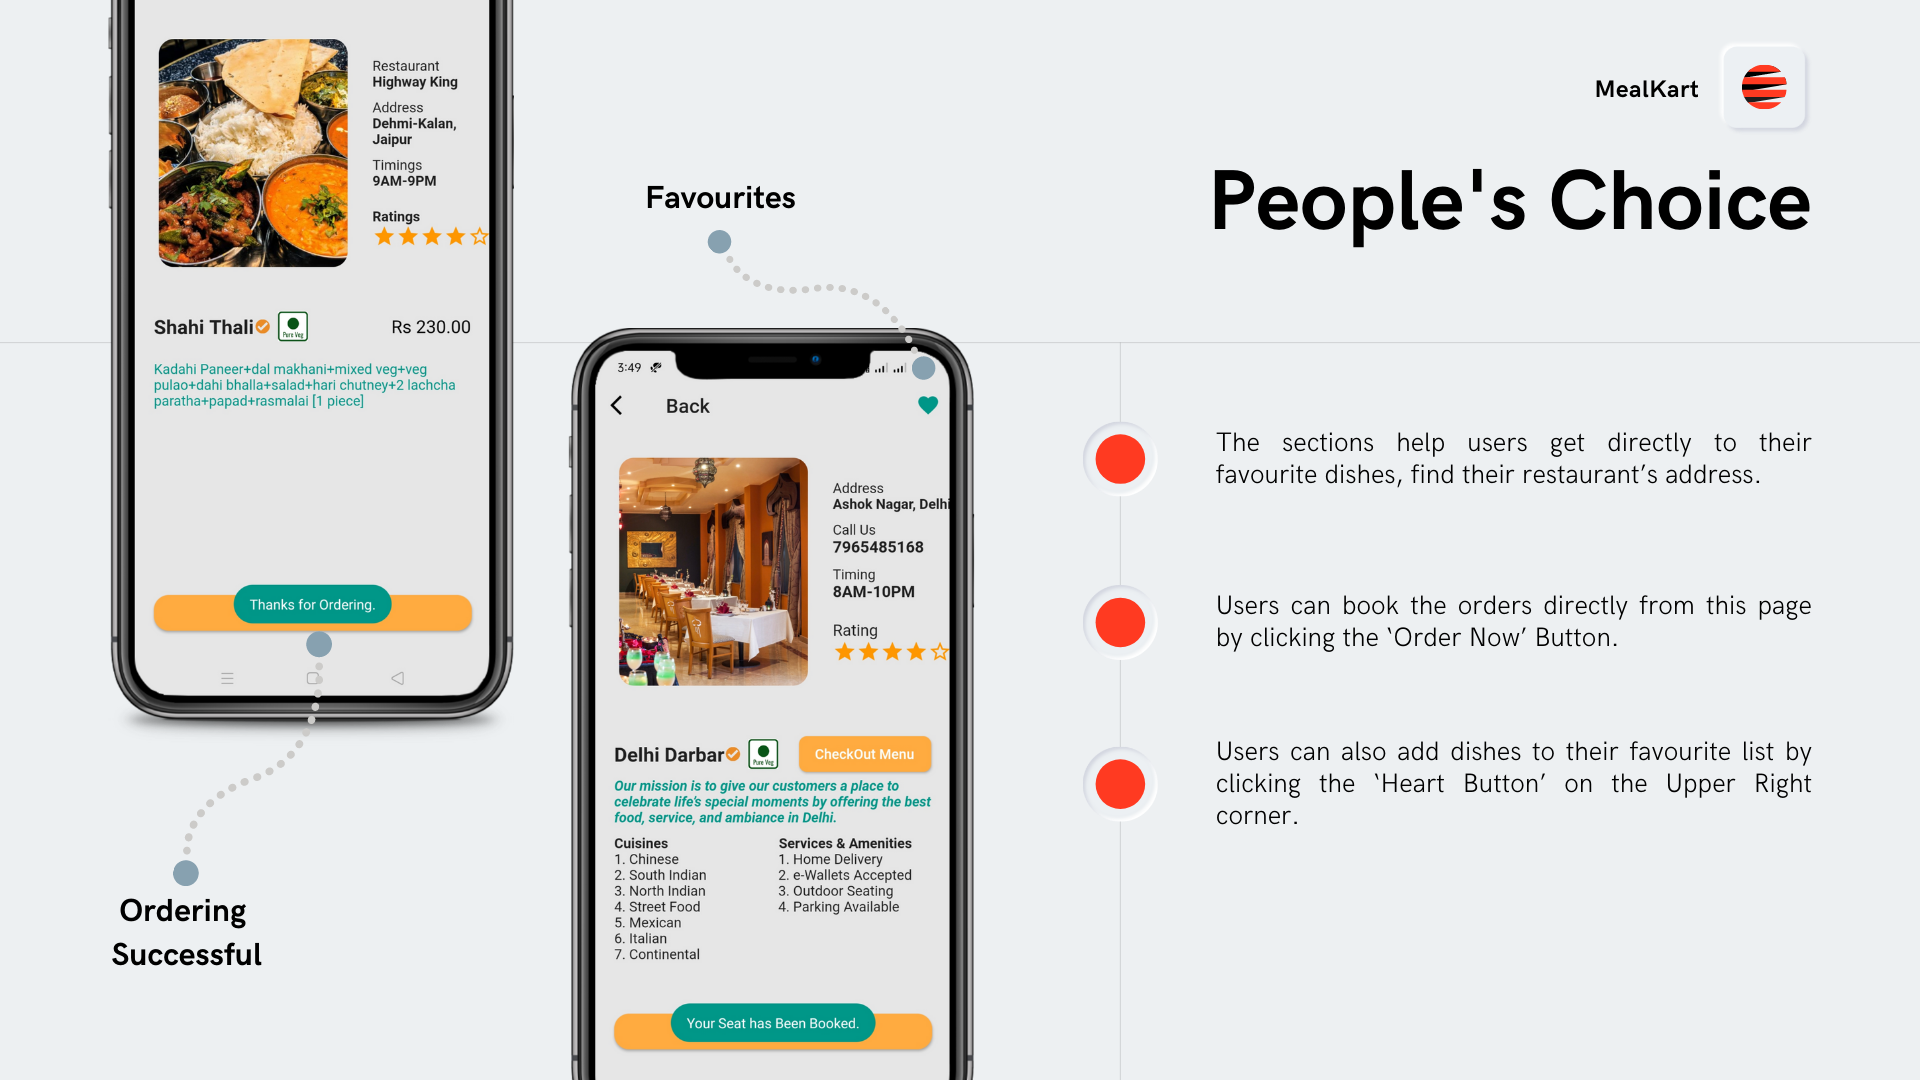 MealKart
People's Choice
Restaurant
Highway King
Address
Dehmi-Kalan,
Jaipur
Timings
9AM-9PM
Ratings
Shahi Thali
Pure Veg
Rs 230.00
Kadahi Paneer+dal makhani+mixed veg+veg
pulao+dahi bhalla+salad+hari chutney+2 lachcha
paratha+papad+rasmalai [1 piece]
Thanks for Ordering.
Ordering
Successful
Favourites
3:49
Back
Address
Ashok Nagar, Delhi
Call Us
7965485168
Timing
8AM-10PM
Rating
Delhi Darbar
Pure Veg
CheckOut Menu
Our mission is to give our customers a place to
celebrate life's special moments by offering the best
food, service, and ambiance in Delhi.
Cuisines
1. Chinese
2. South Indian
3. North Indian
4. Street Food
5. Mexican
6. Italian
7. Continental
Services & Amenities
1. Home Delivery
2. e-Wallets Accepted
3. Outdoor Seating
4. Parking Available
Your Seat has Been Booked.
The sections help users get directly to their
favourite dishes, find their restaurant’s address.
Users can book the orders directly from this page
by clicking the ‘Order Now’ Button.
Users can also add dishes to their favourite list by
clicking the ‘Heart Button’ on the Upper Right
corner.